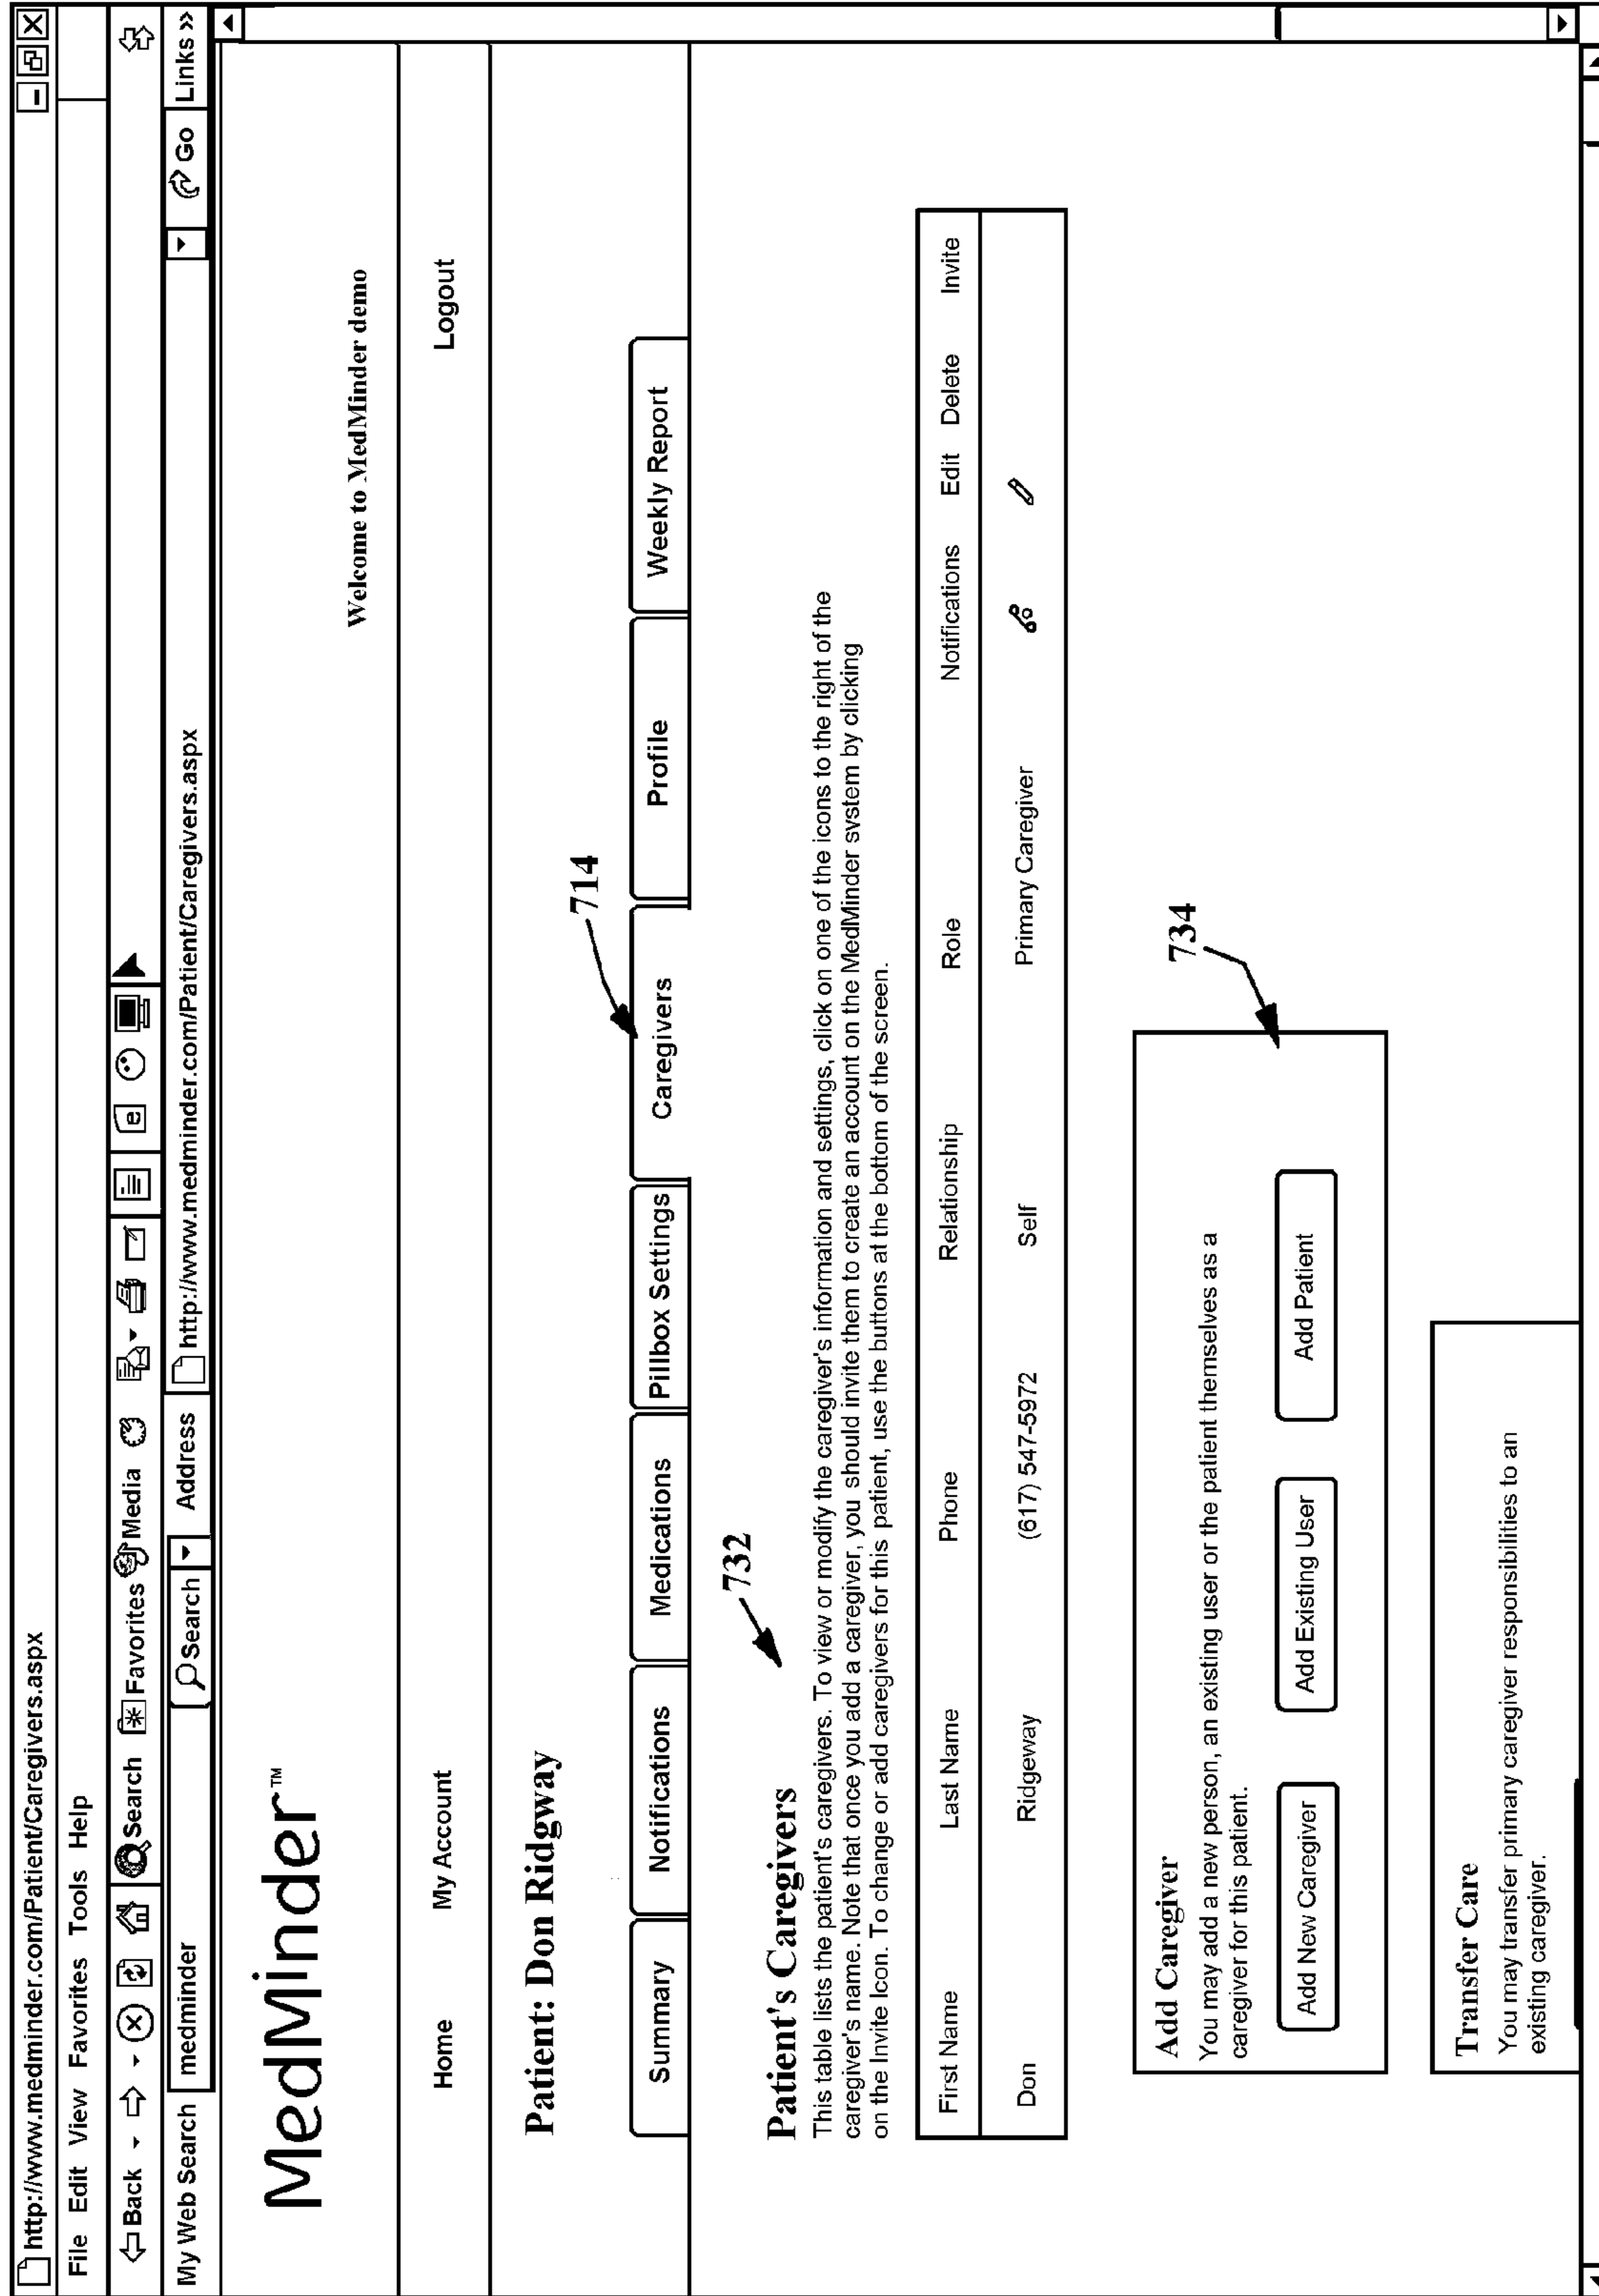 http://www.medminder.com/Patient/Caregivers.aspx
File Edit View Favorites Tools Help
Back Search Favorites Media
My Web Search medminder Search Address http://www.medminder.com/Patient/Caregivers.aspx Go Links »
MedMinder™
Welcome to MedMinder demo
Home My Account Logout
Patient: Don Ridgway
714
Summary Notifications Medications Pillbox Settings Caregivers Profile Weekly Report
732
Patient's Caregivers
This table lists the patient's caregivers. To view or modify the caregiver's information and settings, click on one of the icons to the right of the
caregiver's name. Note that once you add a caregiver, you should invite them to create an account on the MedMinder system by clicking
on the Invite Icon. To change or add caregivers for this patient, use the buttons at the bottom of the screen.
First Name Last Name Phone Relationship Role Notifications Edit Delete Invite
Don Ridgeway (617) 547-5972 Self Primary Caregiver
734
Add Caregiver
You may add a new person, an existing user or the patient themselves as a
caregiver for this patient.
Add New Caregiver Add Existing User Add Patient
Transfer Care
You may transfer primary caregiver responsibilities to an
existing caregiver.